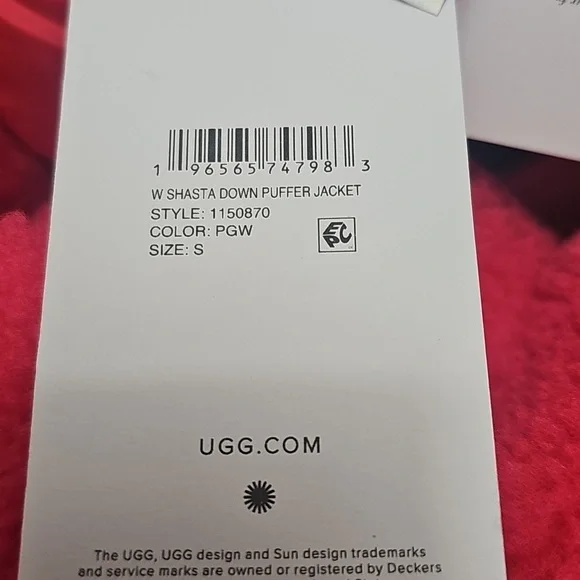 1 96565 74798 3
W SHASTA DOWN PUFFER JACKET
STYLE: 1150870
COLOR: PGW
SIZE: S
EPC
UGG.COM
The UGG, UGG design and Sun design trademarks
and service marks are owned or registered by Deckers